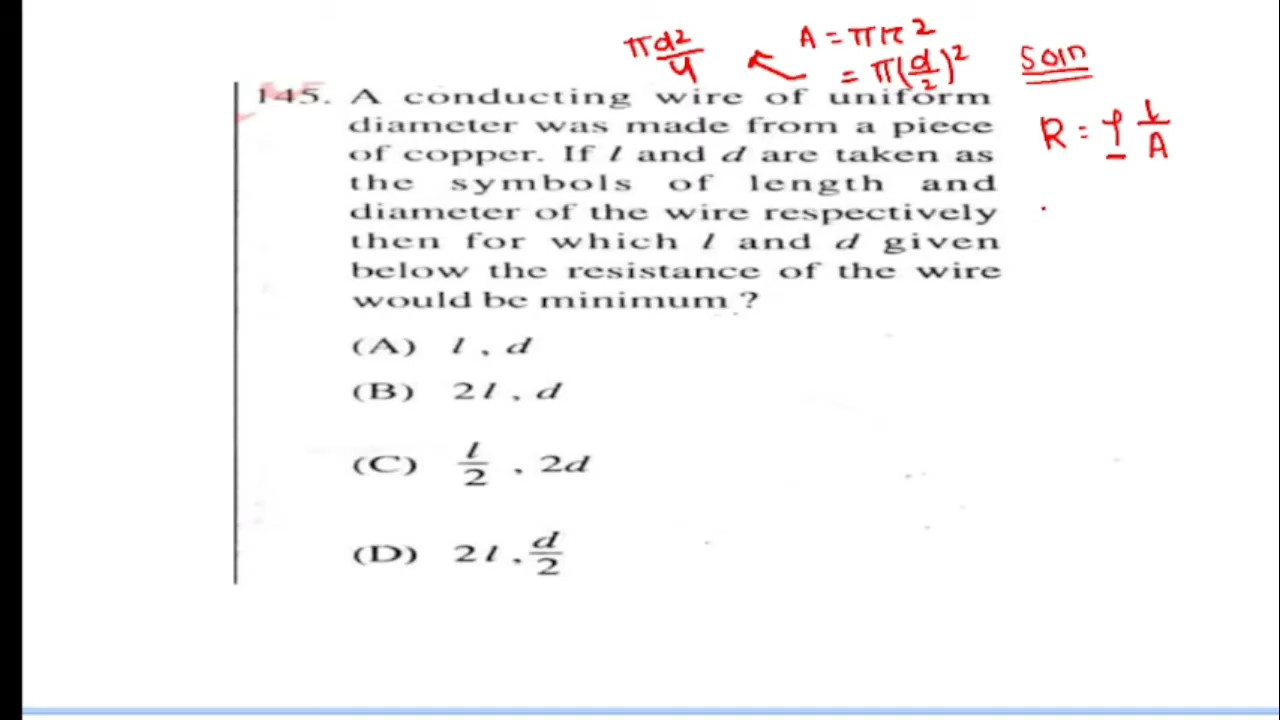 πd²/4
A = πr²
= π(d/2)²
Soln
R = ρ l/A
145. A conducting wire of uniform
diameter was made from a piece
of copper. If l and d are taken as
the symbols of length and
diameter of the wire respectively
then for which l and d given
below the resistance of the wire
would be minimum ?
(A) l , d
(B) 2l , d
(C) l/2 , 2d
(D) 2l , d/2